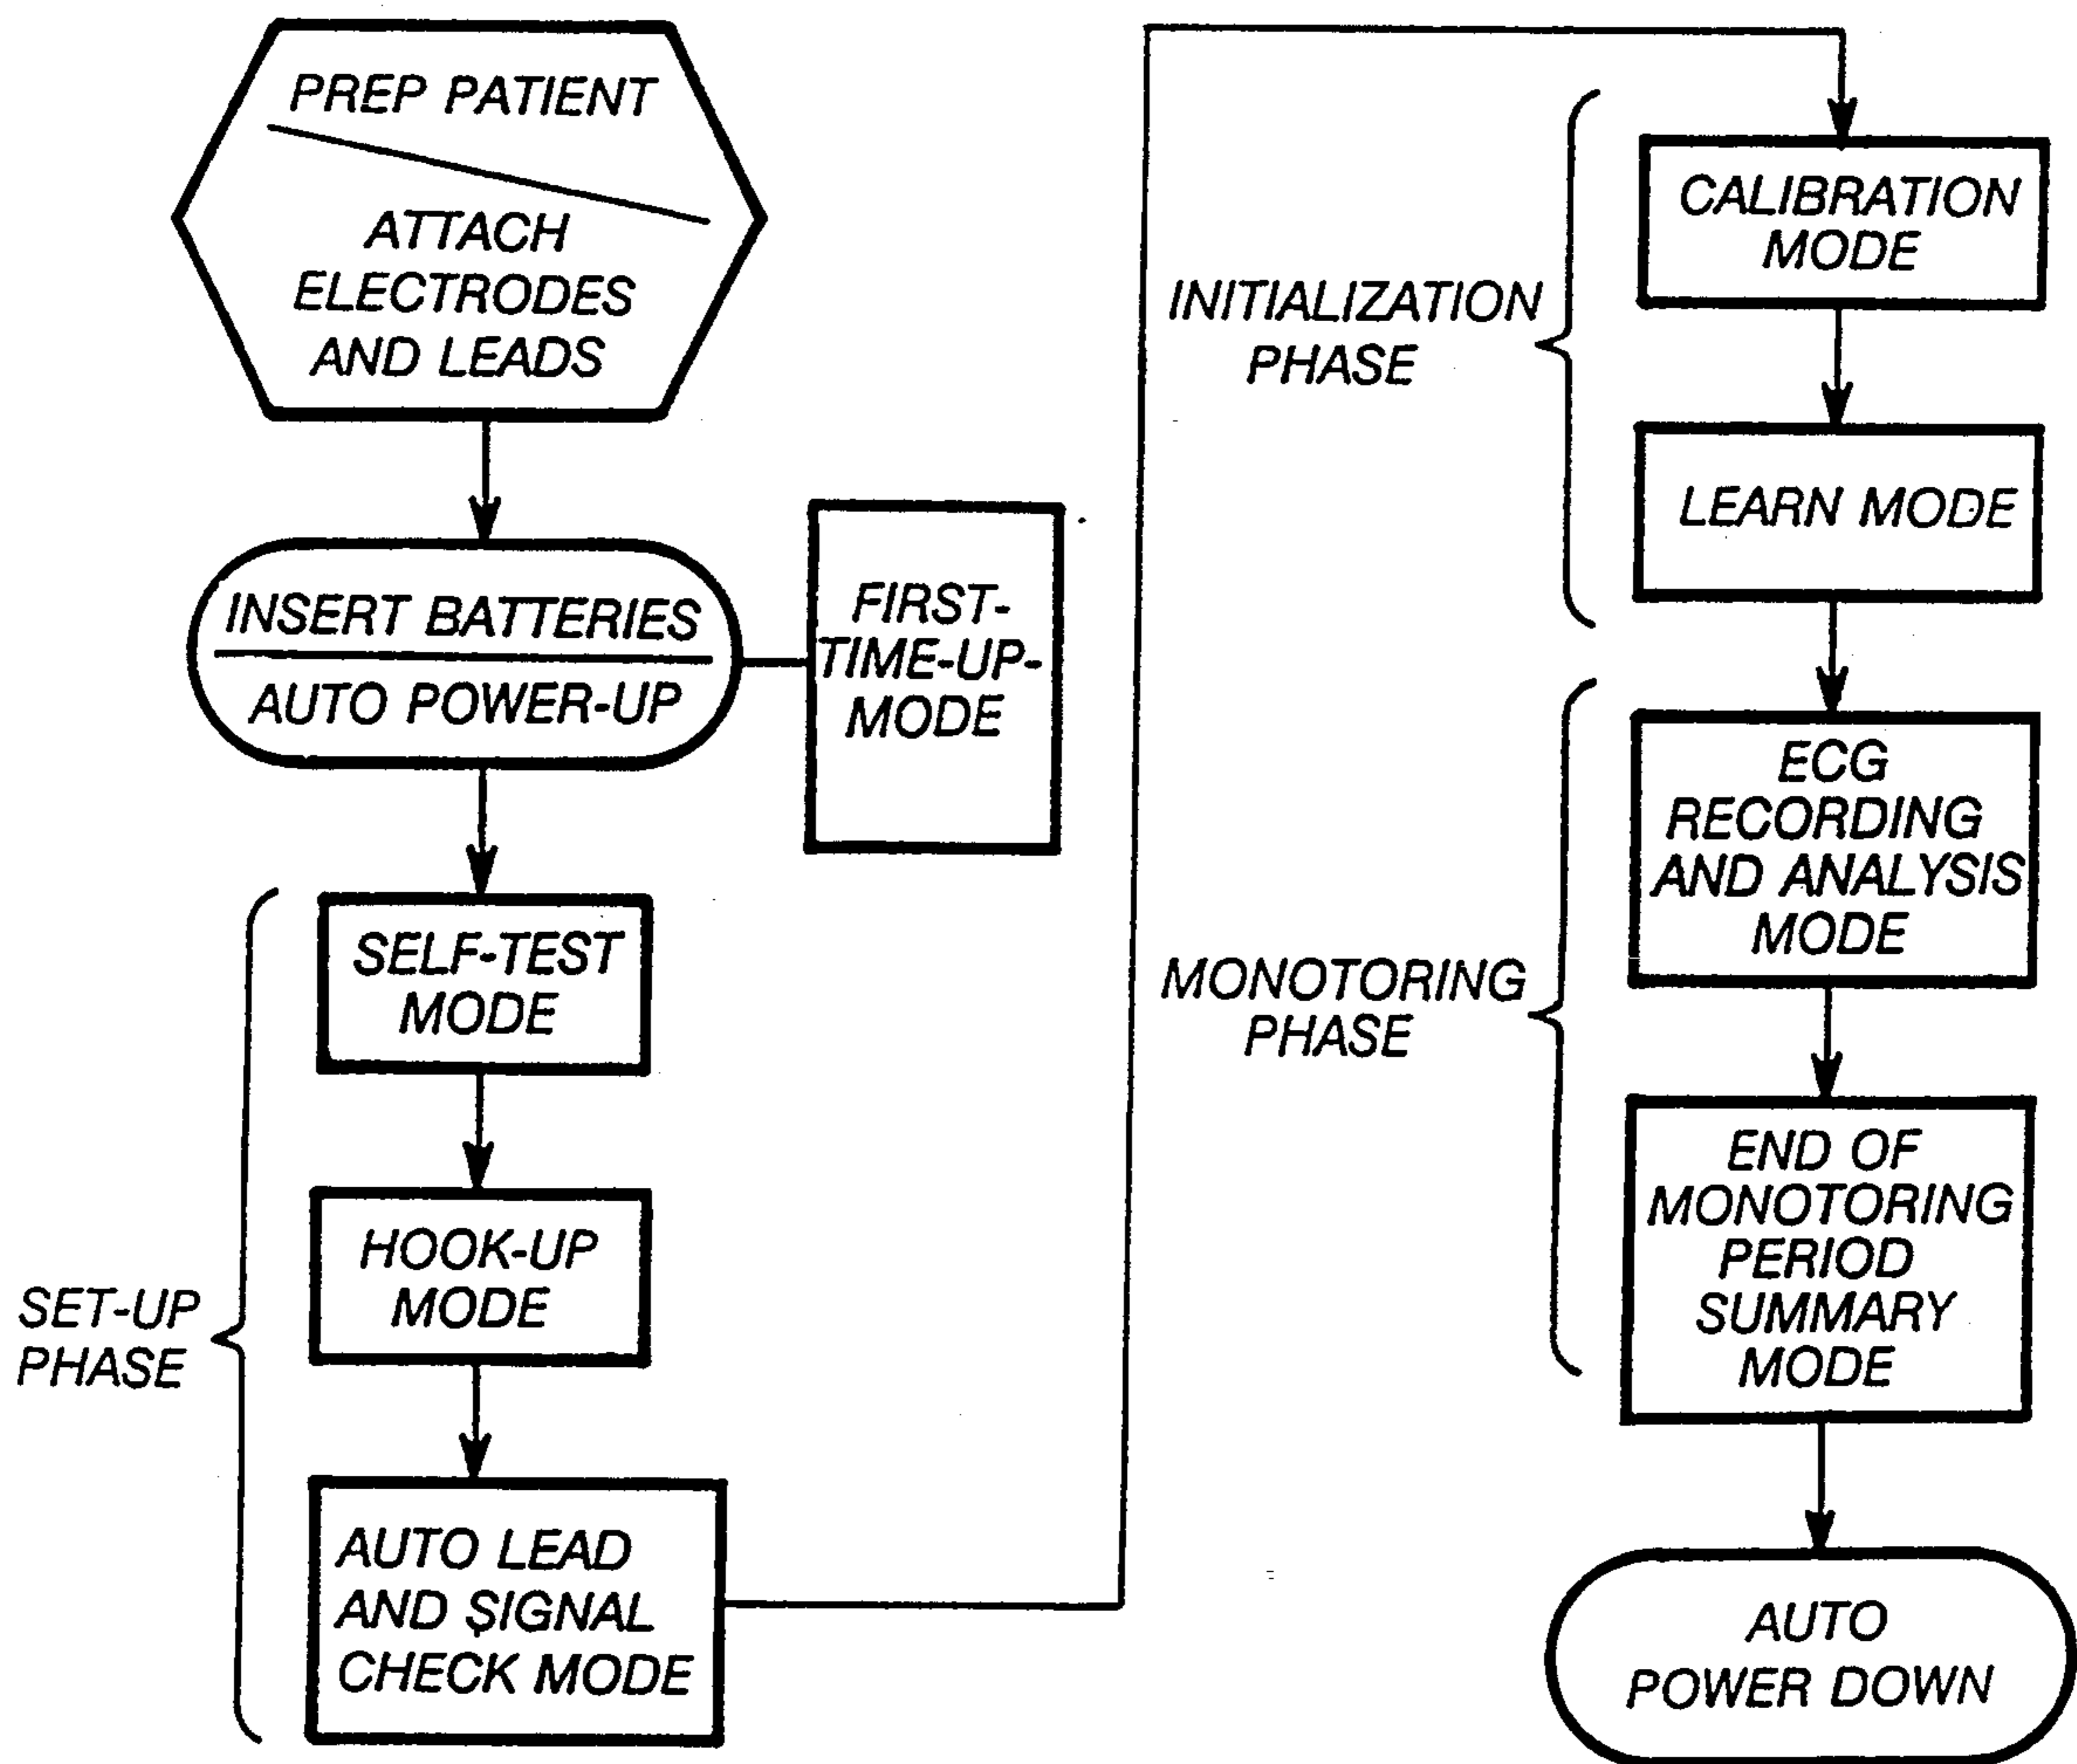 PREP PATIENT
ATTACH
ELECTRODES
AND LEADS
INSERT BATTERIES
AUTO POWER-UP
FIRST-
TIME-UP-
MODE
SET-UP
PHASE
SELF-TEST
MODE
HOOK-UP
MODE
AUTO LEAD
AND SIGNAL
CHECK MODE
INITIALIZATION
PHASE
CALIBRATION
MODE
LEARN MODE
MONOTORING
PHASE
ECG
RECORDING
AND ANALYSIS
MODE
END OF
MONOTORING
PERIOD
SUMMARY
MODE
AUTO
POWER DOWN